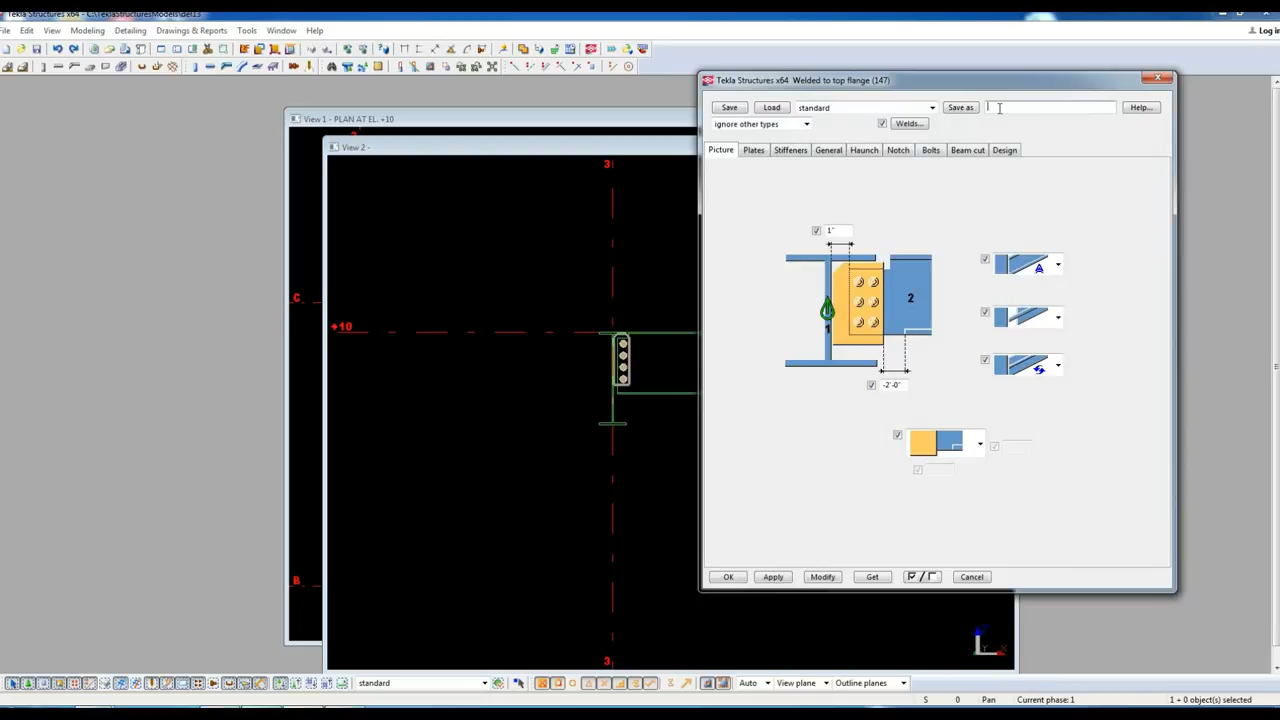 Tekla Structures x64 - C:\TeklaStructuresModels\del13
File Edit View Modeling Detailing Drawings & Reports Tools Window Help
Log in
Tekla Structures x64 Welded to top flange (147)
Save Load standard Save as Help...
ignore other types Welds...
Picture Plates Stiffeners General Haunch Notch Bolts Beam cut Design
View 1 - PLAN AT EL. +10
View 2 -
3
1"
C
2
1
+10
A
-2'-0"
B
OK Apply Modify Get / Cancel
3
Z
Y
X
standard Auto View plane Outline planes
S 0 Pan Current phase: 1 1 + 0 object(s) selected